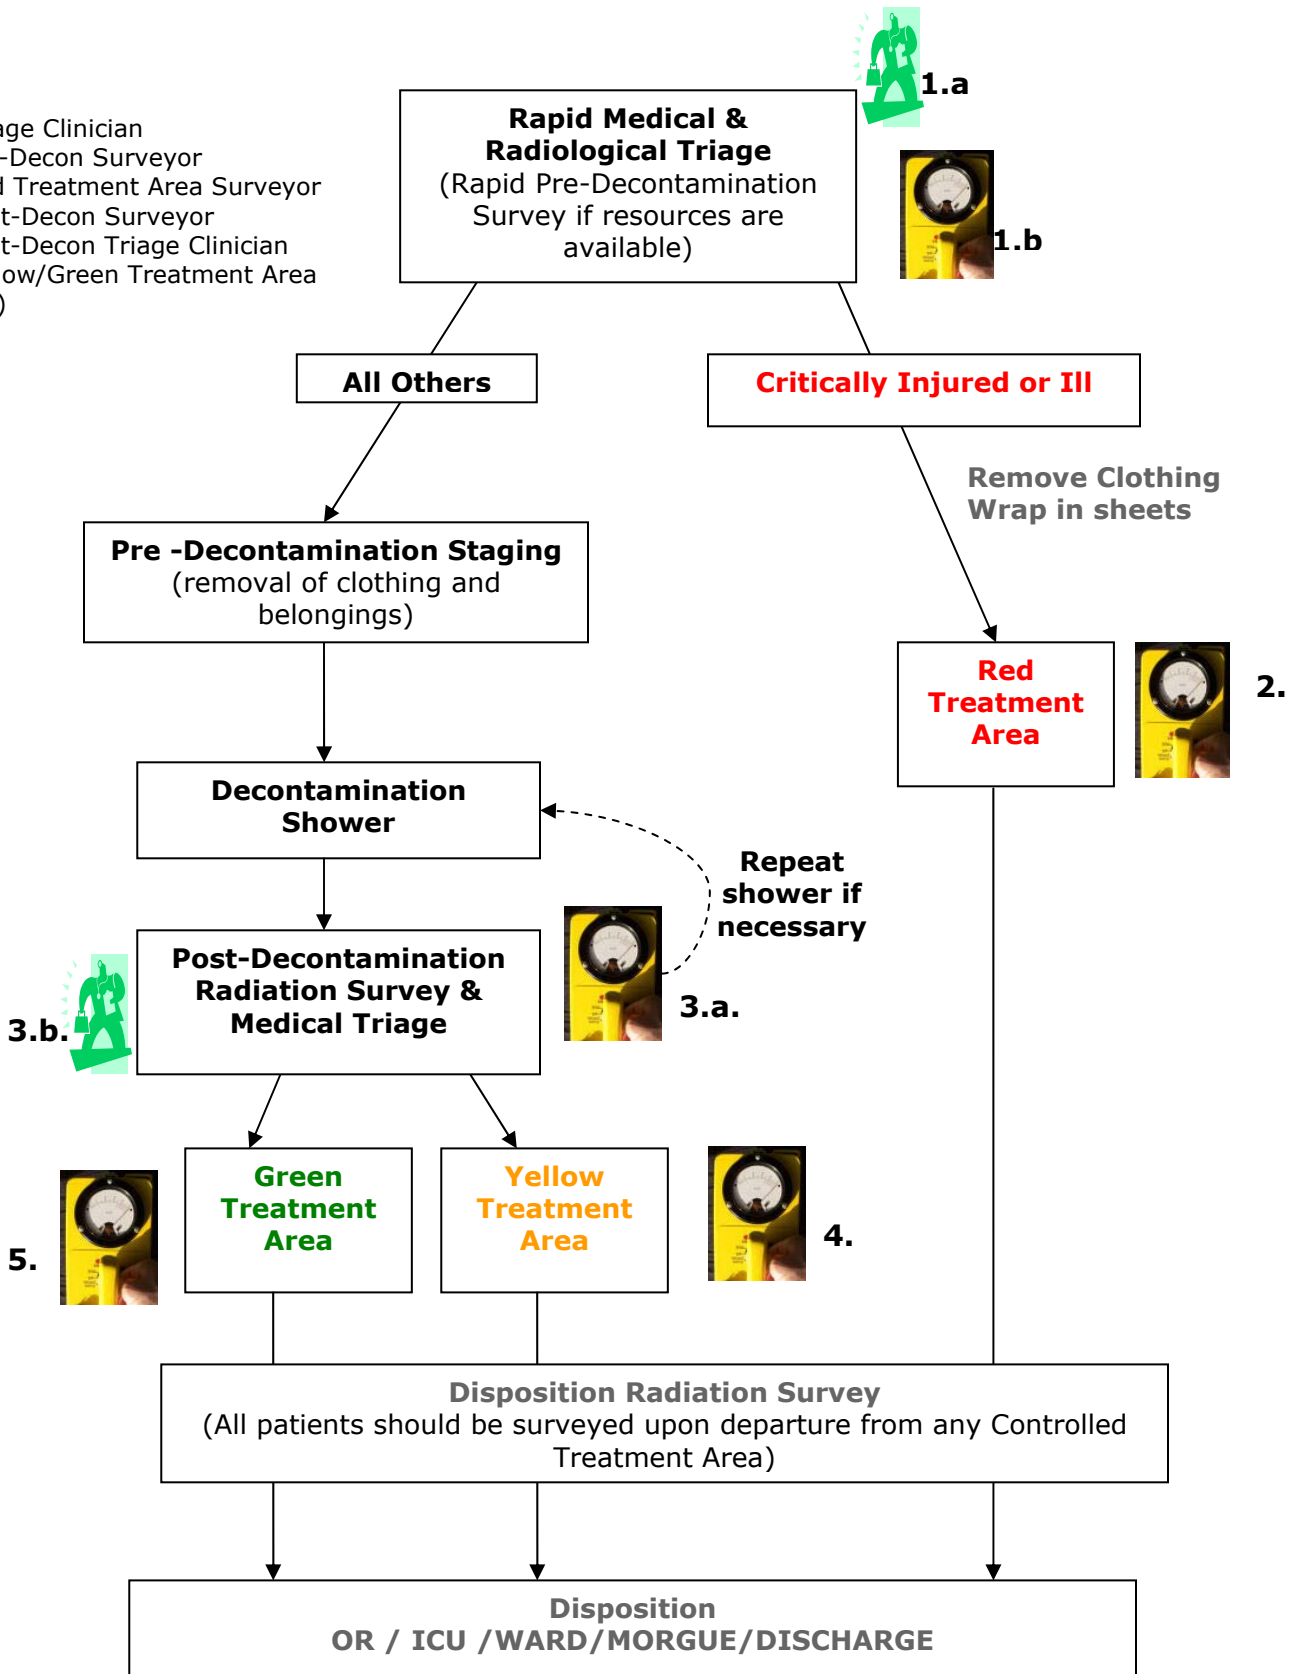 1.a
Rapid Medical &
Radiological Triage
(Rapid Pre-Decontamination
Survey if resources are
available)
1.b
age Clinician
-Decon Surveyor
d Treatment Area Surveyor
t-Decon Surveyor
t-Decon Triage Clinician
low/Green Treatment Area
)
All Others
Critically Injured or Ill
Remove Clothing
Wrap in sheets
Pre -Decontamination Staging
(removal of clothing and
belongings)
Red
Treatment
Area
2.
Decontamination
Shower
Repeat
shower if
necessary
Post-Decontamination
Radiation Survey &
Medical Triage
3.a.
3.b.
Green
Treatment
Area
Yellow
Treatment
Area
4.
5.
Disposition Radiation Survey
(All patients should be surveyed upon departure from any Controlled
Treatment Area)
Disposition
OR / ICU /WARD/MORGUE/DISCHARGE